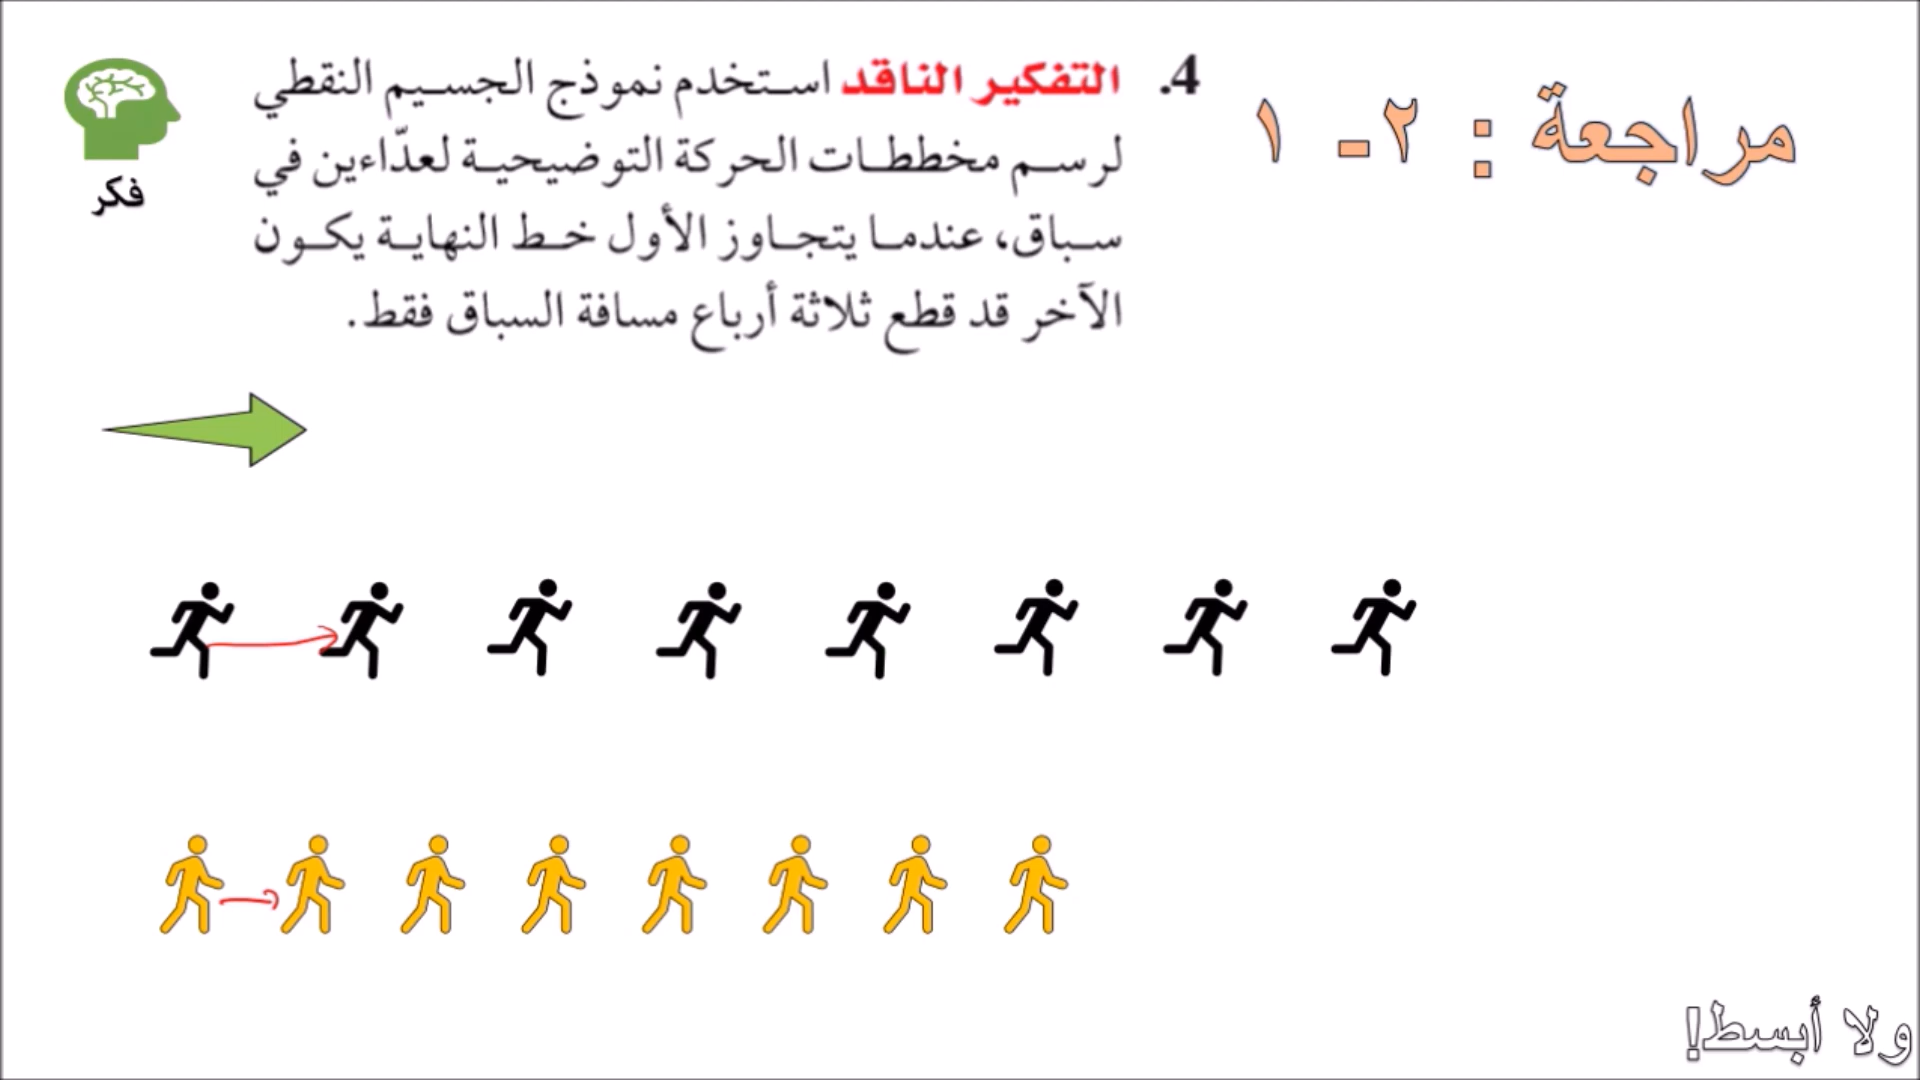 مراجعة : ٢- ١
4. التفكير الناقد استخدم نموذج الجسيم النقطي
لرسم مخططات الحركة التوضيحية لعدّاءين في
سباق، عندما يتجاوز الأول خط النهاية يكون
الآخر قد قطع ثلاثة أرباع مسافة السباق فقط.
فكر
ولا أبسط!